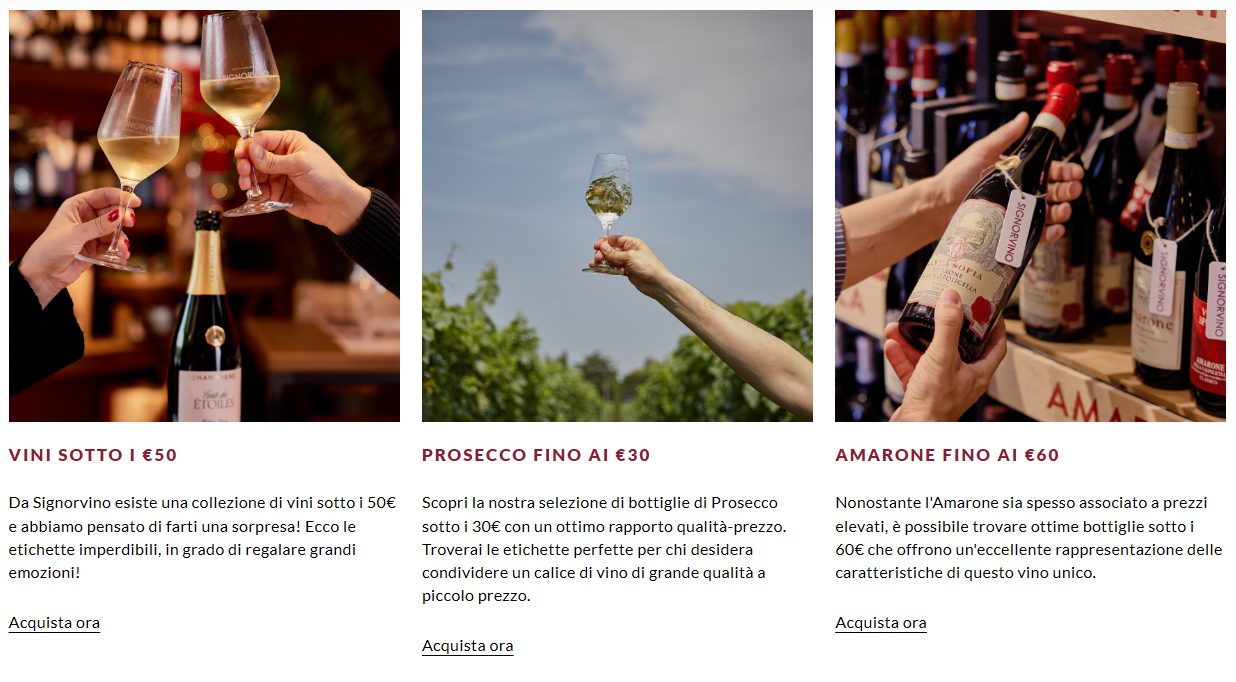 SIGNORVINO
SIGNORVINO
CHAMPAGNE
ÉTOILES
SIGNORVINO
SOFIA
AMARONE
VALPOLICELLA
SIGNORVINO
SIGNORVINO
AMARONE
CLASSICO
AMAR
VINI SOTTO I €50
Da Signorvino esiste una collezione di vini sotto i 50€
e abbiamo pensato di farti una sorpresa! Ecco le
etichette imperdibili, in grado di regalare grandi
emozioni!
Acquista ora
PROSECCO FINO AI €30
Scopri la nostra selezione di bottiglie di Prosecco
sotto i 30€ con un ottimo rapporto qualità-prezzo.
Troverai le etichette perfette per chi desidera
condividere un calice di vino di grande qualità a
piccolo prezzo.
Acquista ora
AMARONE FINO AI €60
Nonostante l'Amarone sia spesso associato a prezzi
elevati, è possibile trovare ottime bottiglie sotto i
60€ che offrono un'eccellente rappresentazione delle
caratteristiche di questo vino unico.
Acquista ora